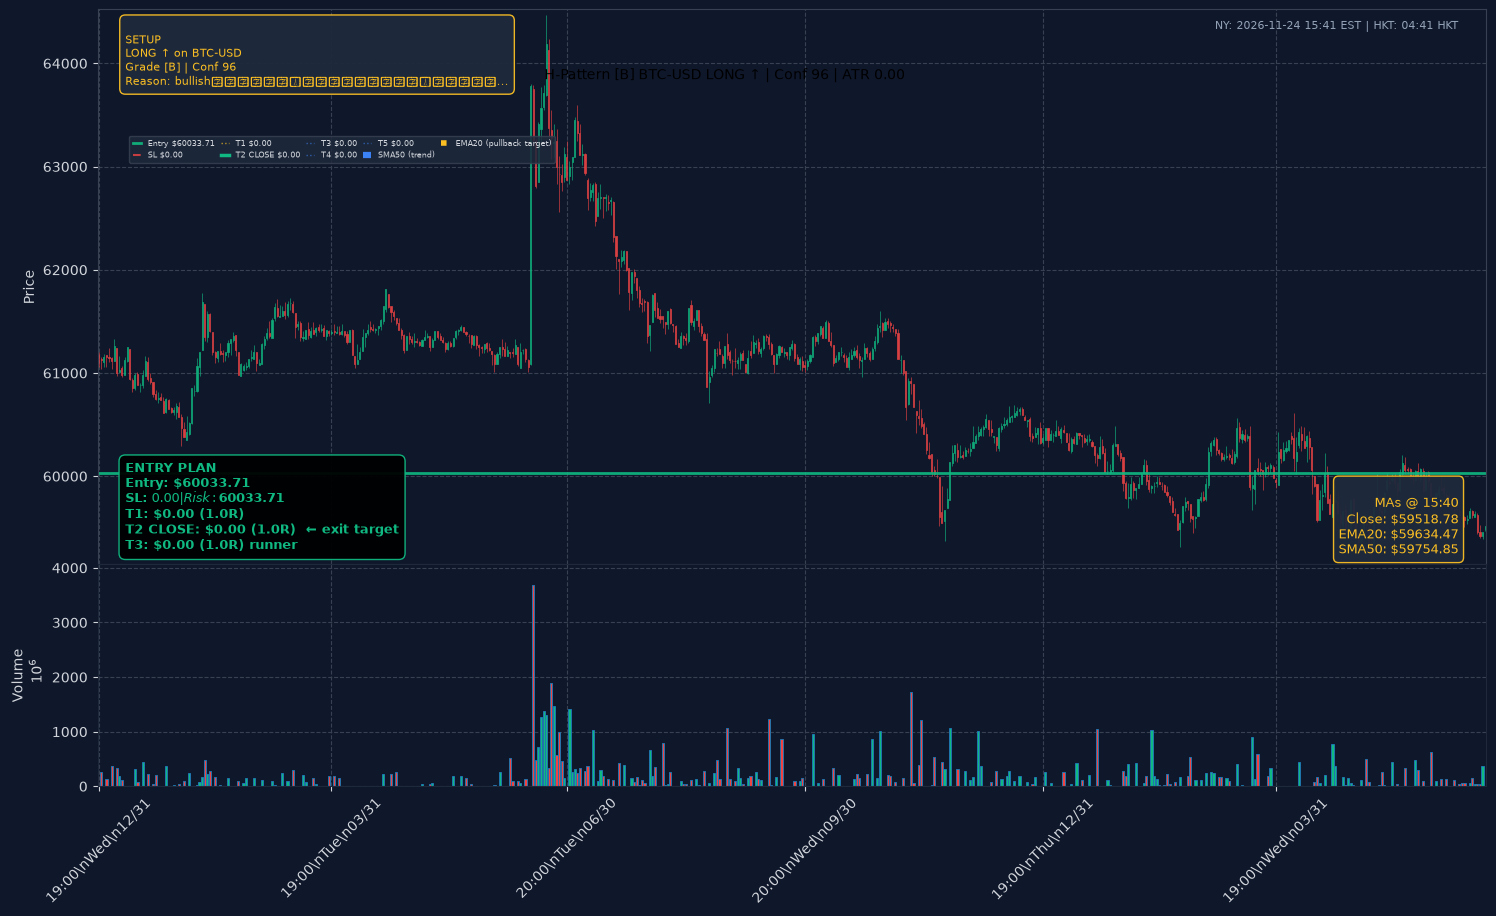 NY: 2026-11-24 15:41 EST | HKT: 04:41 HKT
SETUP
LONG ↑ on BTC-USD
Grade [B] | Conf 96
Reason: bullish
H-Pattern [B] BTC-USD LONG ↑ | Conf 96 | ATR 0.00
Entry $60033.71
SL $0.00
T1 $0.00
T2 CLOSE $0.00
T3 $0.00
T4 $0.00
T5 $0.00
SMA50 (trend)
EMA20 (pullback target)
Price
64000
63000
62000
61000
60000
ENTRY PLAN
Entry: $60033.71
SL: 0.00|Risk:60033.71
T1: $0.00 (1.0R)
T2 CLOSE: $0.00 (1.0R) ← exit target
T3: $0.00 (1.0R) runner
MAs @ 15:40
Close: $59518.78
EMA20: $59634.47
SMA50: $59754.85
Volume
10⁶
4000
3000
2000
1000
0
19:00\nWed\n12/31
19:00\nTue\n03/31
20:00\nTue\n06/30
20:00\nWed\n09/30
19:00\nThu\n12/31
19:00\nWed\n03/31